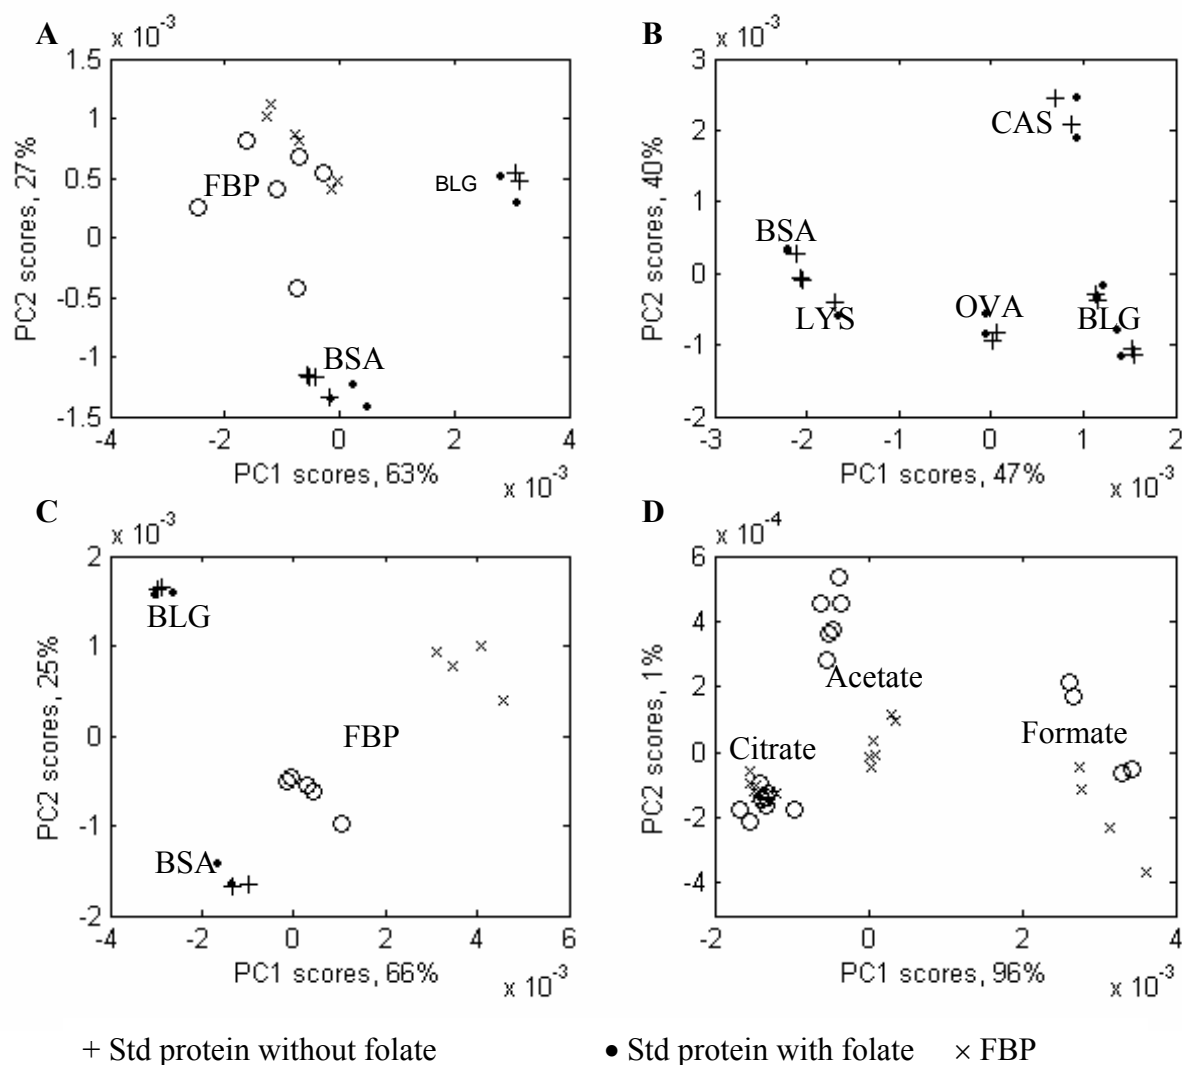 A
x 10⁻³
1.5
1
0.5
0
-0.5
-1
-1.5
-4
-2
0
2
4
PC2 scores, 27%
PC1 scores, 63%
x 10⁻³
FBP
BLG
BSA
B
x 10⁻³
3
2
1
0
-1
-2
-3
-2
-1
0
1
2
PC2 scores, 40%
PC1 scores, 47%
x 10⁻³
CAS
BSA
LYS
OVA
BLG
C
x 10⁻³
2
1
0
-1
-2
-4
-2
0
2
4
6
PC2 scores, 25%
PC1 scores, 66%
x 10⁻³
BLG
FBP
BSA
D
x 10⁻⁴
6
4
2
0
-2
-4
-2
0
2
4
PC2 scores, 1%
PC1 scores, 96%
x 10⁻³
Acetate
Citrate
Formate
+ Std protein without folate
• Std protein with folate
× FBP